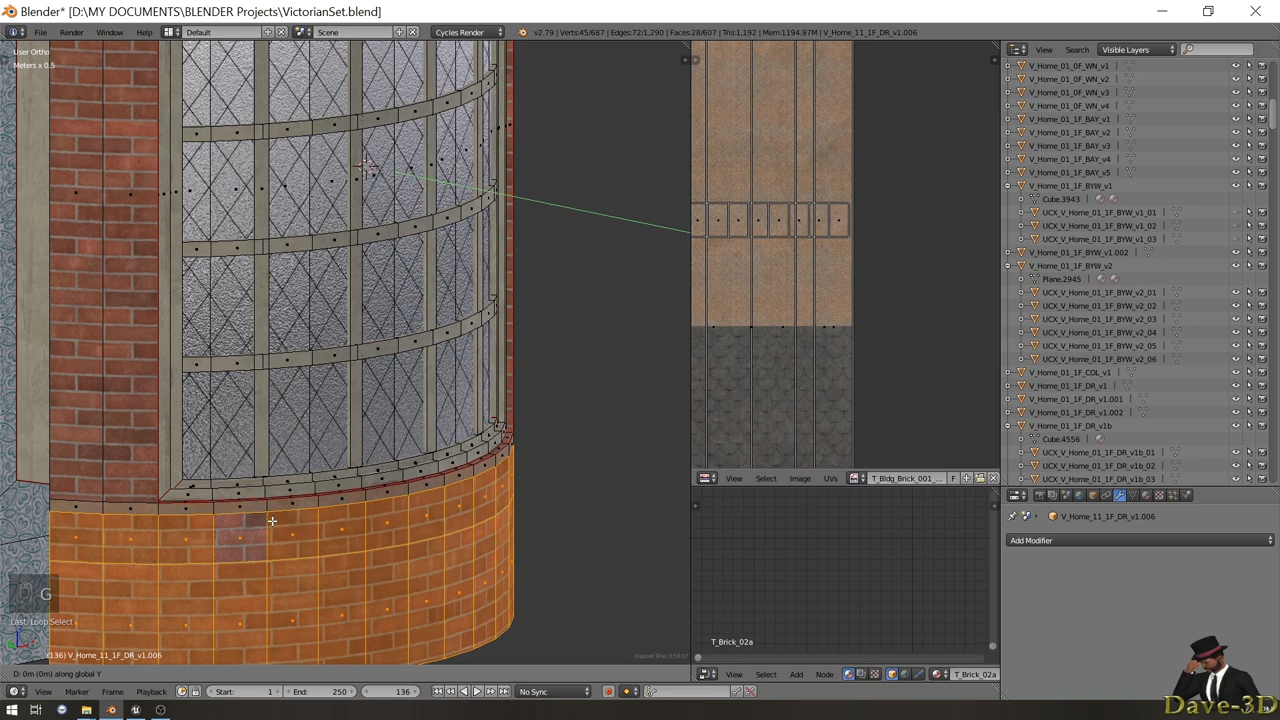 Blender* [D:\MY DOCUMENTS\BLENDER Projects\VictorianSet.blend]
File Render Window Help Default Scene Cycles Render v2.79 | Verts:45/687 | Edges:72/1,290 | Faces:28/607 | Tris:1,192 | Mem:1194.97M | V_Home_11_1F_DR_v1.006
View Search Visible Layers
User Ortho
Meters x 0.5
V_Home_01_0F_WN_v1
V_Home_01_0F_WN_v2
V_Home_01_0F_WN_v3
V_Home_01_0F_WN_v4
V_Home_01_1F_BAY_v1
V_Home_01_1F_BAY_v2
V_Home_01_1F_BAY_v3
V_Home_01_1F_BAY_v4
V_Home_01_1F_BAY_v5
V_Home_01_1F_BYW_v1
Cube.3943
UCX_V_Home_01_1F_BYW_v1_01
UCX_V_Home_01_1F_BYW_v1_02
UCX_V_Home_01_1F_BYW_v1_03
V_Home_01_1F_BYW_v1.002
V_Home_01_1F_BYW_v2
Plane.2945
UCX_V_Home_01_1F_BYW_v2_01
UCX_V_Home_01_1F_BYW_v2_02
UCX_V_Home_01_1F_BYW_v2_03
UCX_V_Home_01_1F_BYW_v2_04
UCX_V_Home_01_1F_BYW_v2_05
UCX_V_Home_01_1F_BYW_v2_06
V_Home_01_1F_COL_v1
V_Home_01_1F_DR_v1
V_Home_01_1F_DR_v1.001
V_Home_01_1F_DR_v1.002
V_Home_01_1F_DR_v1b
Cube.4556
UCX_V_Home_01_1F_DR_v1b_01
UCX_V_Home_01_1F_DR_v1b_02
UCX_V_Home_01_1F_DR_v1b_03
View Select Image UVs T_Bldg_Brick_001_... F
V_Home_11_1F_DR_v1.006
Add Modifier
G
Last: Loop Select
(136) V_Home_11_1F_DR_v1.006
T_Brick_02a
D: 0m (0m) along global Y
View Select Add Node T_Brick_02a
View Marker Frame Playback Start: 1 End: 250 136 No Sync
Dave-3D